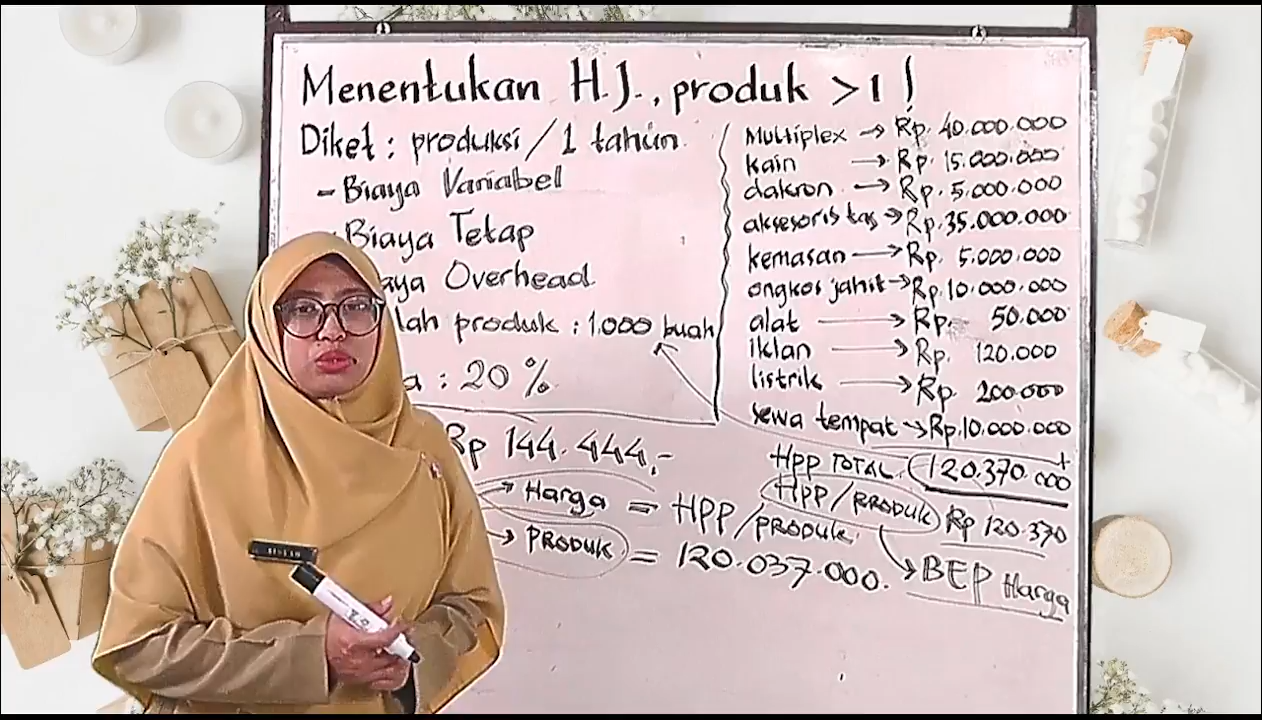 Menentukan H.J., produk > 1 !
Diket : produksi / 1 tahun
- Biaya Variabel
- Biaya Tetap
aya Overhead
lah produk : 1.000 buah
a : 20 %
Rp 144.444,-
→ Harga = HPP/PRODUK
→ PRODUK = 120.037.000.
Multiplex → Rp. 40.000.000
kain → Rp. 15.000.000
dakron → Rp. 5.000.000
aksesoris tas → Rp. 35.000.000
kemasan → Rp. 5.000.000
ongkos jahit → Rp. 10.000.000
alat → Rp. 50.000
iklan → Rp. 120.000
listrik → Rp. 200.000
sewa tempat → Rp. 10.000.000
HPP TOTAL. 120.370.000
HPP/PRODUK Rp 120.370
→ BEP Harga